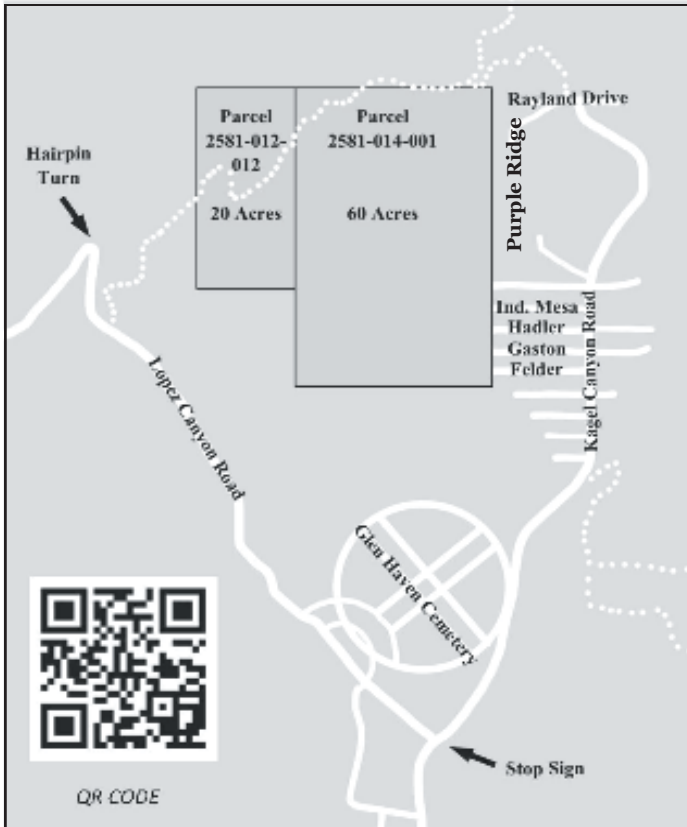 Rayland Drive
Parcel
2581-012-
012
20 Acres
Parcel
2581-014-001
60 Acres
Purple Ridge
Hairpin
Turn
Ind. Mesa
Hadler
Gaston
Felder
Kagel Canyon Road
Lopez Canyon Road
Glen Haven Cemetery
Stop Sign
QR CODE